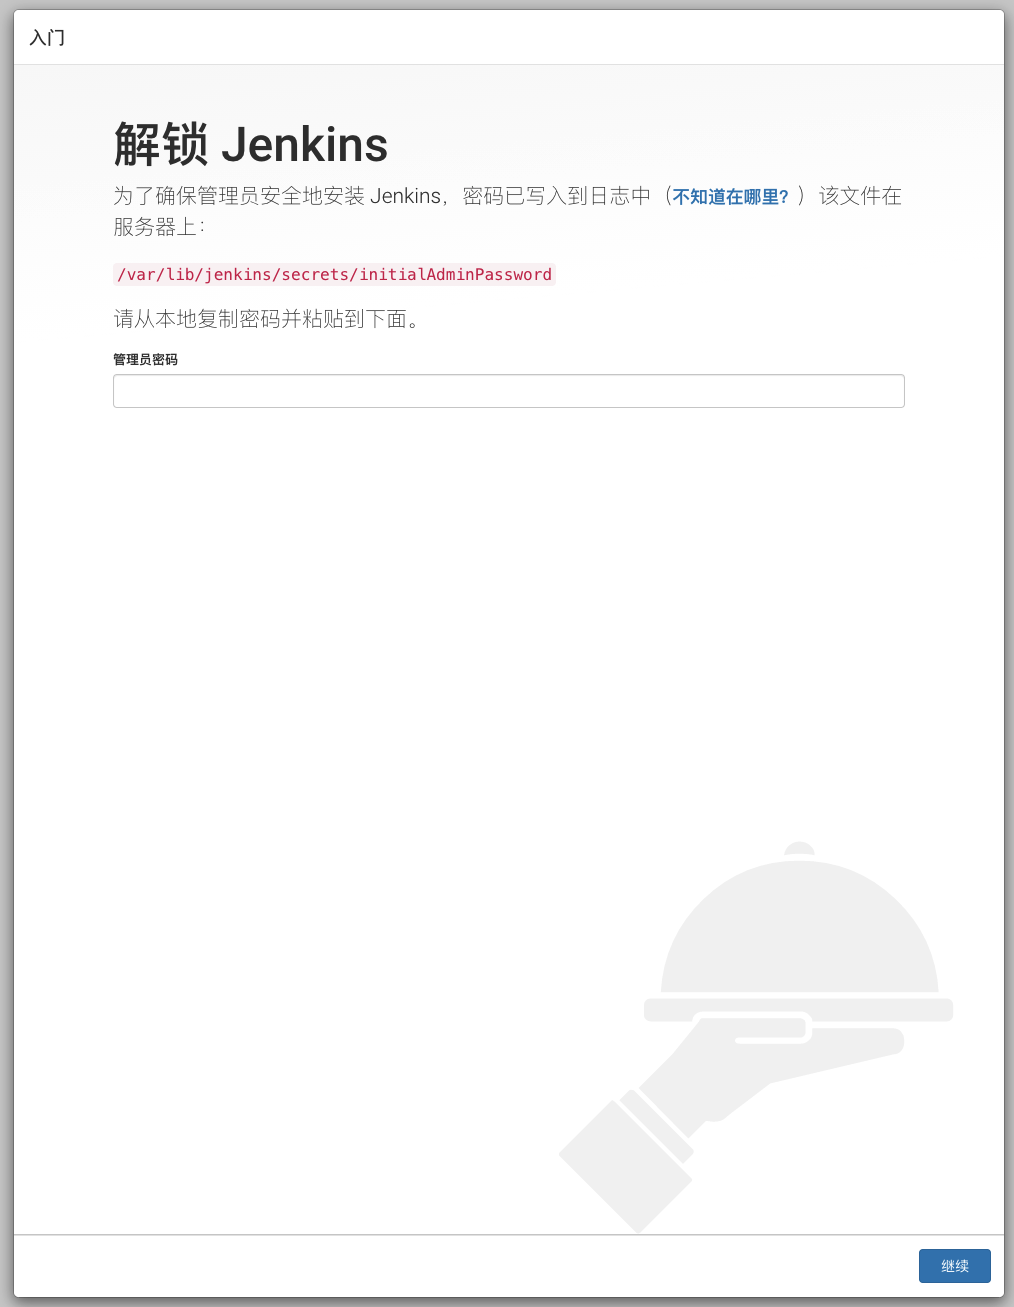 入门
解锁 Jenkins
为了确保管理员安全地安装 Jenkins，密码已写入到日志中（不知道在哪里？）该文件在
服务器上：
/var/lib/jenkins/secrets/initialAdminPassword
请从本地复制密码并粘贴到下面。
管理员密码
继续